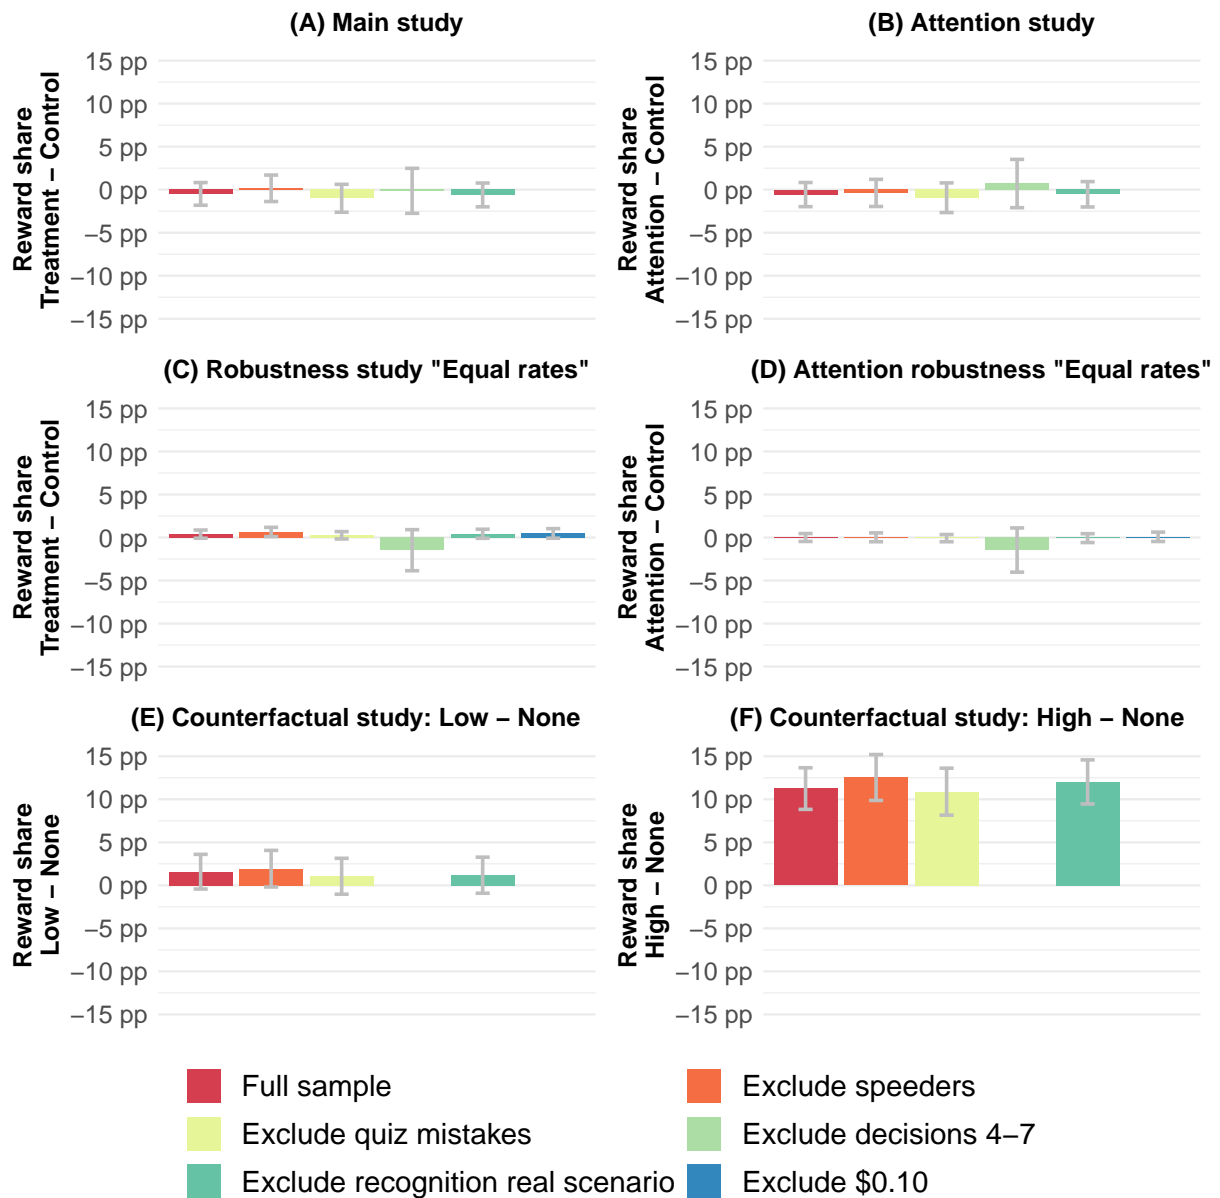 (A) Main study
Reward share
Treatment – Control
15 pp
10 pp
5 pp
0 pp
−5 pp
−10 pp
−15 pp
(B) Attention study
Reward share
Attention – Control
15 pp
10 pp
5 pp
0 pp
−5 pp
−10 pp
−15 pp
(C) Robustness study "Equal rates"
Reward share
Treatment – Control
15 pp
10 pp
5 pp
0 pp
−5 pp
−10 pp
−15 pp
(D) Attention robustness "Equal rates"
Reward share
Attention – Control
15 pp
10 pp
5 pp
0 pp
−5 pp
−10 pp
−15 pp
(E) Counterfactual study: Low – None
Reward share
Low – None
15 pp
10 pp
5 pp
0 pp
−5 pp
−10 pp
−15 pp
(F) Counterfactual study: High – None
Reward share
High – None
15 pp
10 pp
5 pp
0 pp
−5 pp
−10 pp
−15 pp
Full sample
Exclude speeders
Exclude quiz mistakes
Exclude decisions 4–7
Exclude recognition real scenario
Exclude $0.10